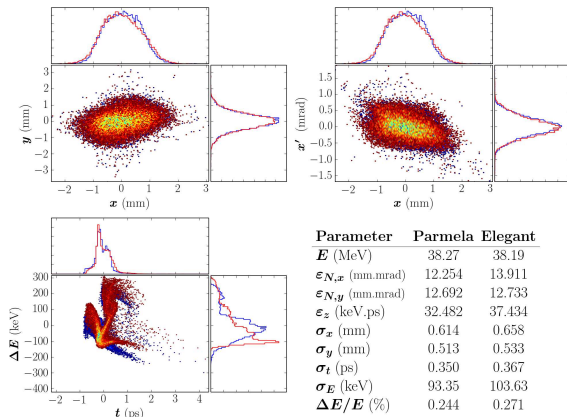 3
2
1
0
−1
−2
−3
y (mm)
−2 −1 0 1 2 3
x (mm)
1.5
1.0
0.5
0.0
−0.5
−1.0
−1.5
x′ (mrad)
−2 −1 0 1 2 3
x (mm)
300
200
100
0
−100
−200
−300
−400
ΔE (keV)
0 1 2 3 4
t (ps)
Parameter Parmela Elegant
E (MeV) 38.27 38.19
εN,x (mm.mrad) 12.254 13.911
εN,y (mm.mrad) 12.692 12.733
εz (keV.ps) 32.482 37.434
σx (mm) 0.614 0.658
σy (mm) 0.513 0.533
σt (ps) 0.350 0.367
σE (keV) 93.35 103.63
ΔE/E (%) 0.244 0.271